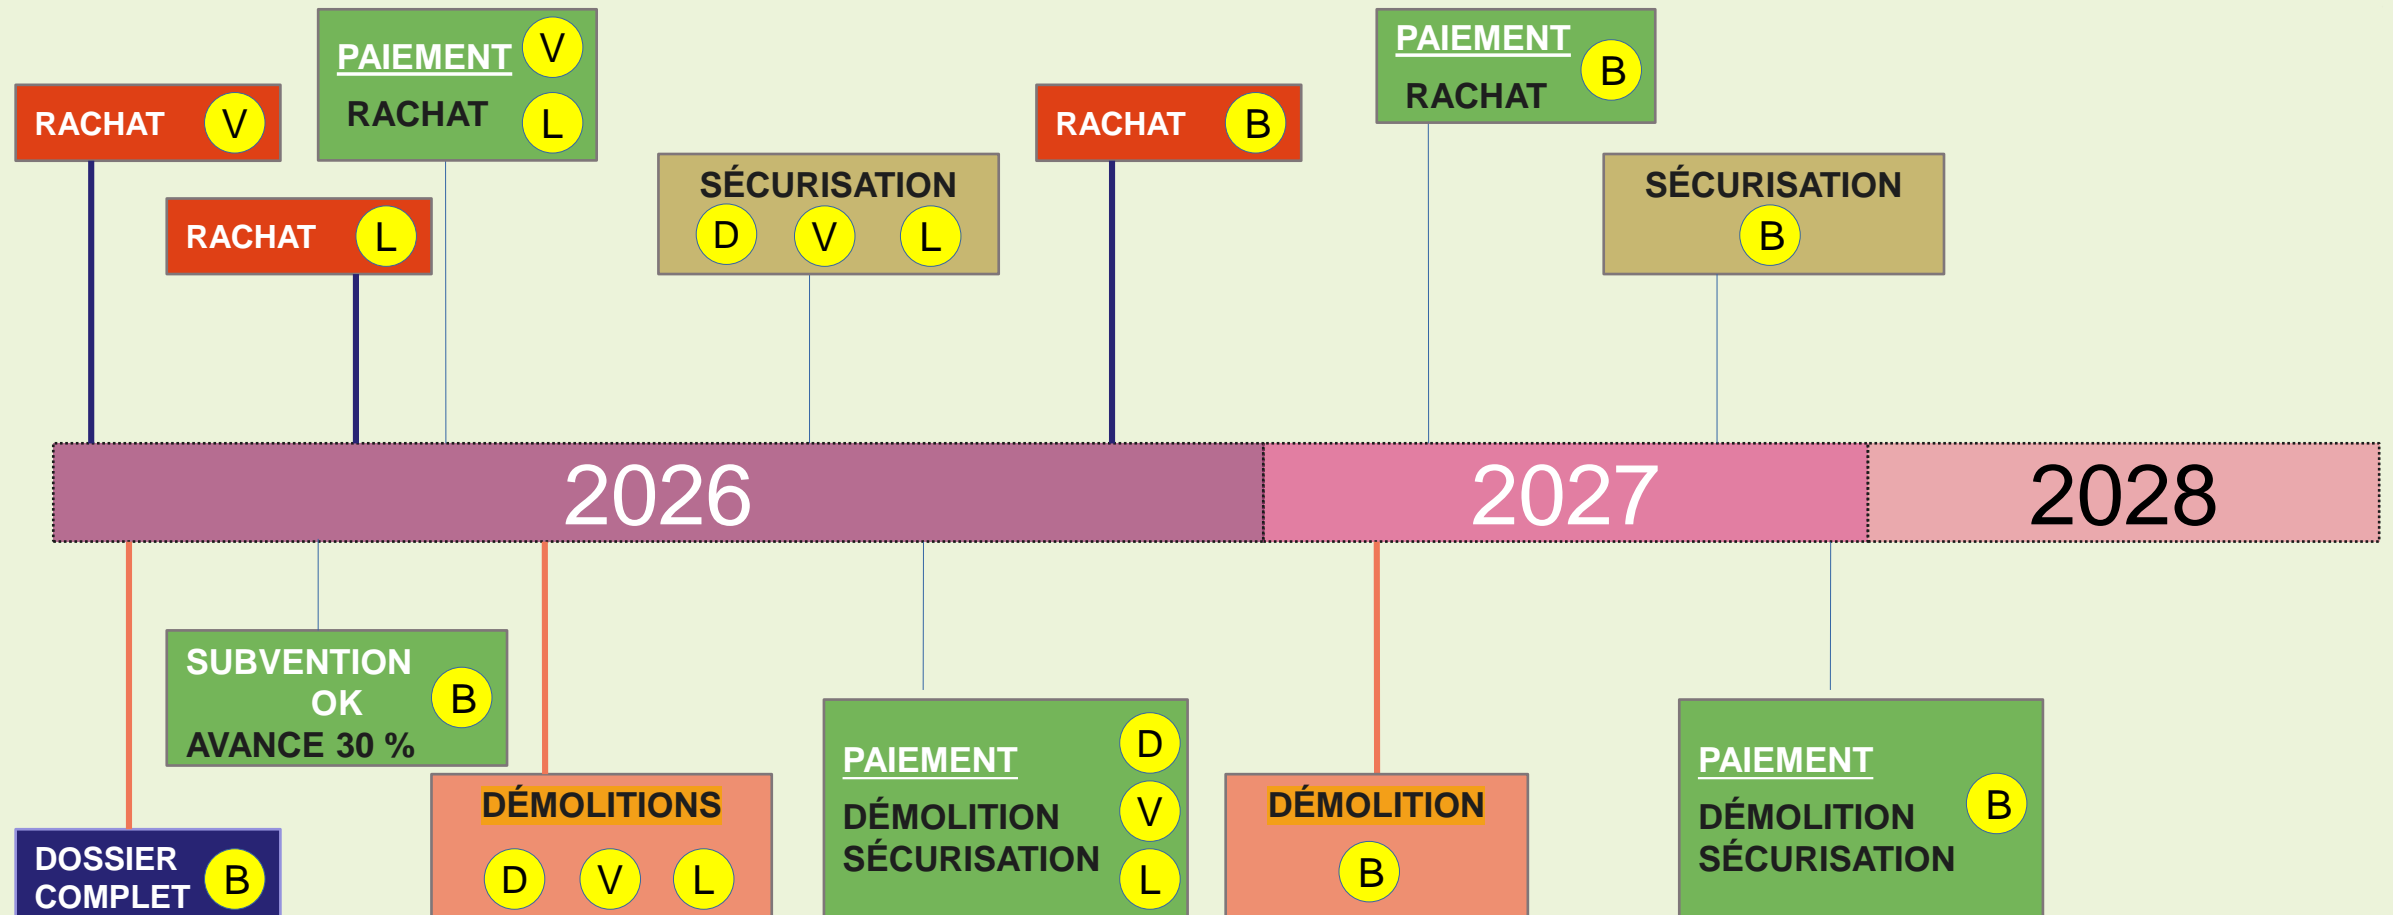 PAIEMENT V
RACHAT L
PAIEMENT B
RACHAT
RACHAT V
RACHAT B
RACHAT L
SÉCURISATION
D V L
SÉCURISATION
B
2026
2027
2028
SUBVENTION
OK
AVANCE 30 %
B
DOSSIER
COMPLET
B
DÉMOLITIONS
D V L
PAIEMENT
DÉMOLITION
SÉCURISATION
D
V
L
DÉMOLITION
B
PAIEMENT
DÉMOLITION
SÉCURISATION
B